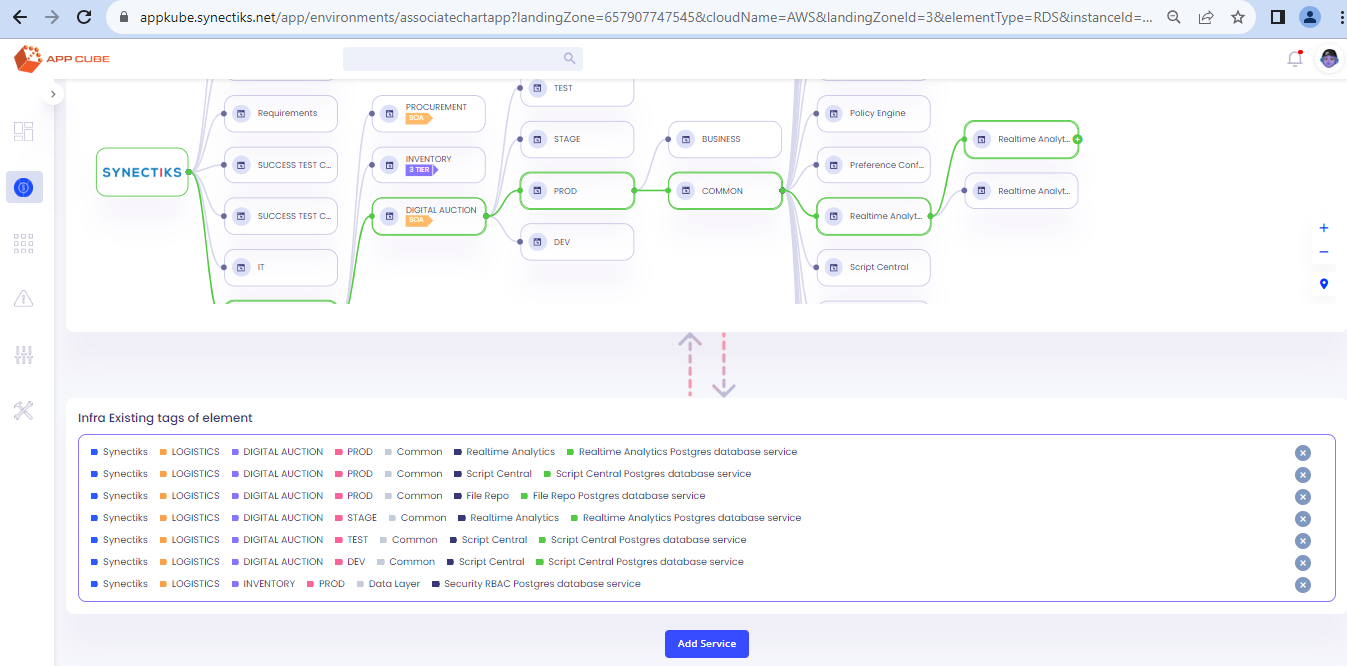 appkube.synectiks.net/app/environments/associatechartapp?landingZone=657907747545&cloudName=AWS&landingZoneId=3&elementType=RDS&instanceId=...
APP CUBE
TEST
Requirements
PROCUREMENT
SOA
Policy Engine
STAGE
BUSINESS
Realtime Analyt...
SYNECTIKS
SUCCESS TEST C...
INVENTORY
3 TIER
Preference Conf...
PROD
COMMON
Realtime Analyt...
SUCCESS TEST C...
DIGITAL AUCTION
SOA
Realtime Analyt...
DEV
IT
Script Central
+
−
Infra Existing tags of element
Synectiks LOGISTICS DIGITAL AUCTION PROD Common Realtime Analytics Realtime Analytics Postgres database service
Synectiks LOGISTICS DIGITAL AUCTION PROD Common Script Central Script Central Postgres database service
Synectiks LOGISTICS DIGITAL AUCTION PROD Common File Repo File Repo Postgres database service
Synectiks LOGISTICS DIGITAL AUCTION STAGE Common Realtime Analytics Realtime Analytics Postgres database service
Synectiks LOGISTICS DIGITAL AUCTION TEST Common Script Central Script Central Postgres database service
Synectiks LOGISTICS DIGITAL AUCTION DEV Common Script Central Script Central Postgres database service
Synectiks LOGISTICS INVENTORY PROD Data Layer Security RBAC Postgres database service
Add Service